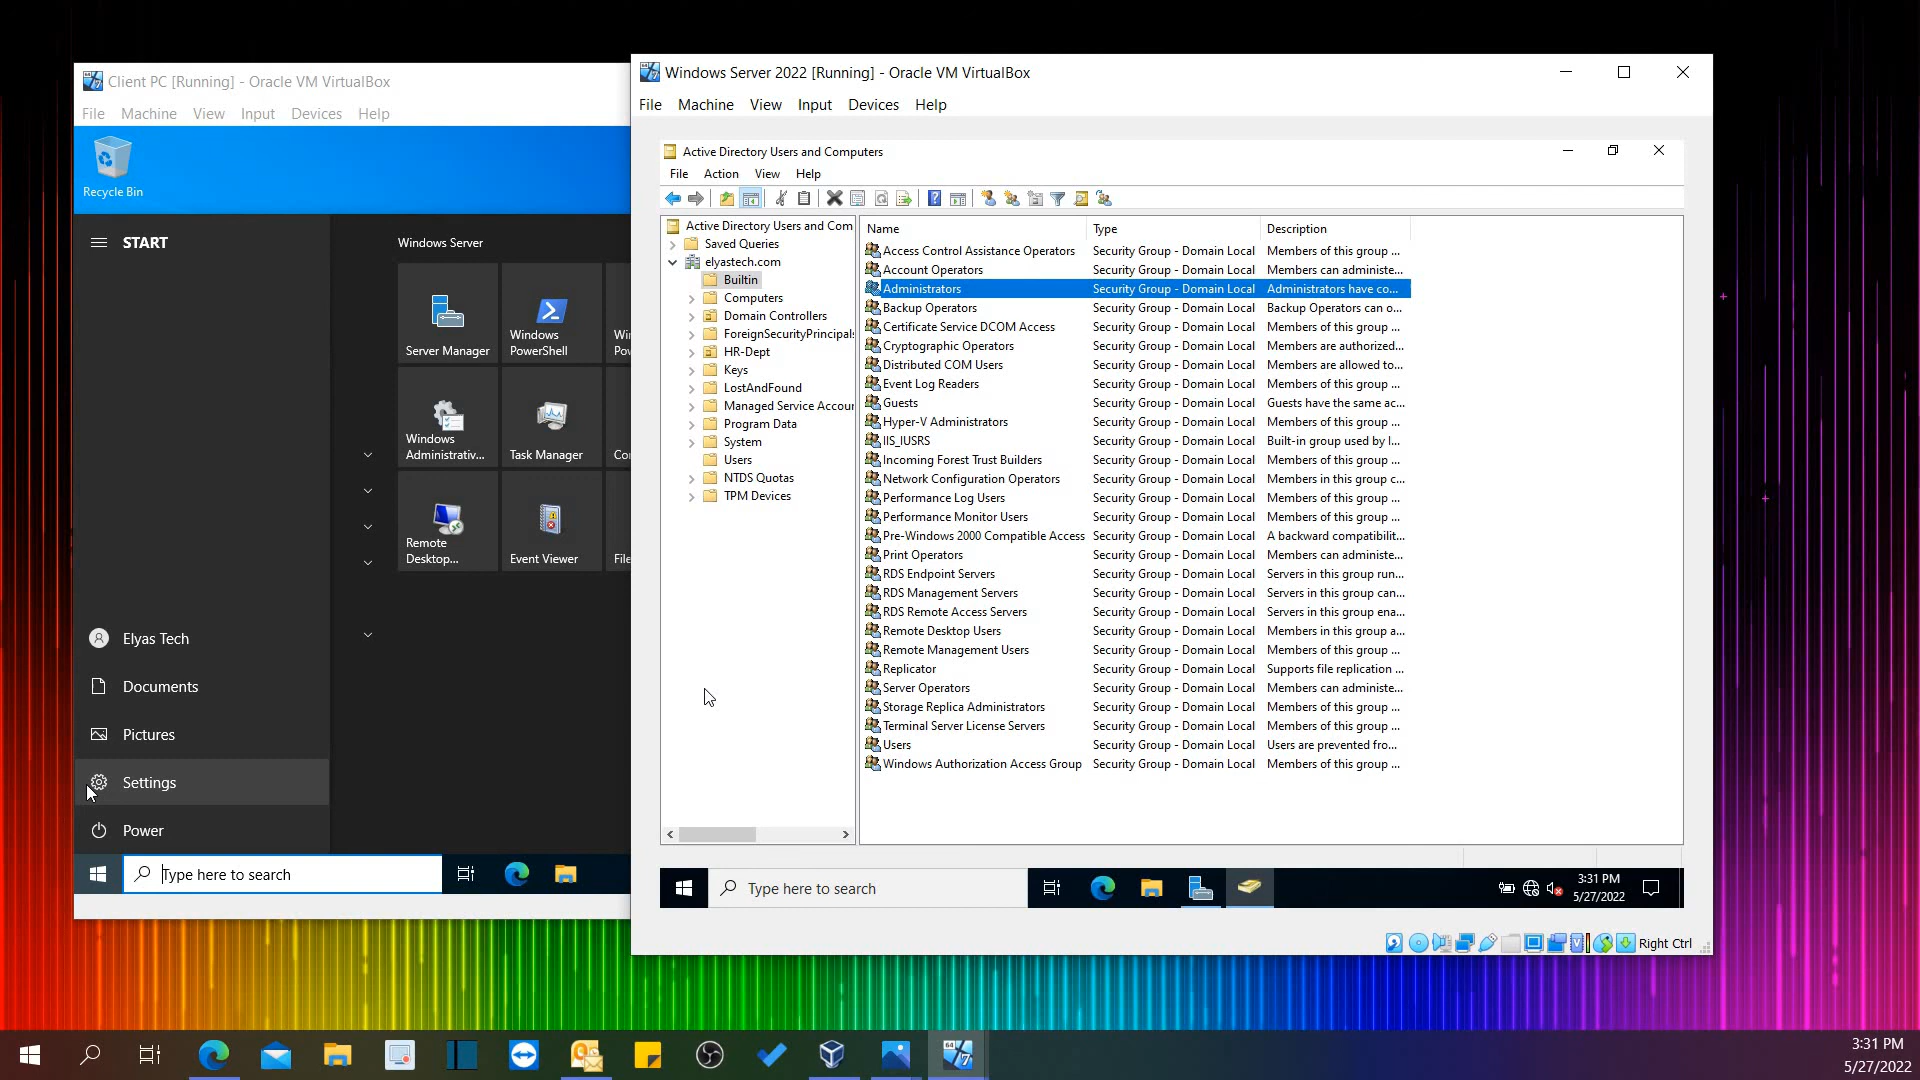 Client PC [Running] - Oracle VM VirtualBox
File Machine View Input Devices Help
Recycle Bin
START
Windows Server
Server Manager
Windows PowerShell
Windows Administrativ...
Task Manager
Remote Desktop...
Event Viewer
Elyas Tech
Documents
Pictures
Settings
Power
Type here to search
Windows Server 2022 [Running] - Oracle VM VirtualBox
File Machine View Input Devices Help
Active Directory Users and Computers
File Action View Help
Active Directory Users and Com
Saved Queries
elyastech.com
Builtin
Computers
Domain Controllers
ForeignSecurityPrincipals
HR-Dept
Keys
LostAndFound
Managed Service Accour
Program Data
System
Users
NTDS Quotas
TPM Devices
Name Type Description
Access Control Assistance Operators Security Group - Domain Local Members of this group ...
Account Operators Security Group - Domain Local Members can administe...
Administrators Security Group - Domain Local Administrators have co...
Backup Operators Security Group - Domain Local Backup Operators can o...
Certificate Service DCOM Access Security Group - Domain Local Members of this group ...
Cryptographic Operators Security Group - Domain Local Members are authorized...
Distributed COM Users Security Group - Domain Local Members are allowed to...
Event Log Readers Security Group - Domain Local Members of this group ...
Guests Security Group - Domain Local Guests have the same ac...
Hyper-V Administrators Security Group - Domain Local Members of this group ...
IIS_IUSRS Security Group - Domain Local Built-in group used by I...
Incoming Forest Trust Builders Security Group - Domain Local Members of this group ...
Network Configuration Operators Security Group - Domain Local Members in this group c...
Performance Log Users Security Group - Domain Local Members of this group ...
Performance Monitor Users Security Group - Domain Local Members of this group ...
Pre-Windows 2000 Compatible Access Security Group - Domain Local A backward compatibilit...
Print Operators Security Group - Domain Local Members can administe...
RDS Endpoint Servers Security Group - Domain Local Servers in this group run...
RDS Management Servers Security Group - Domain Local Servers in this group can...
RDS Remote Access Servers Security Group - Domain Local Servers in this group ena...
Remote Desktop Users Security Group - Domain Local Members in this group a...
Remote Management Users Security Group - Domain Local Members of this group ...
Replicator Security Group - Domain Local Supports file replication ...
Server Operators Security Group - Domain Local Members can administe...
Storage Replica Administrators Security Group - Domain Local Members of this group ...
Terminal Server License Servers Security Group - Domain Local Members of this group ...
Users Security Group - Domain Local Users are prevented fro...
Windows Authorization Access Group Security Group - Domain Local Members of this group ...
Type here to search
3:31 PM
5/27/2022
Right Ctrl
3:31 PM
5/27/2022